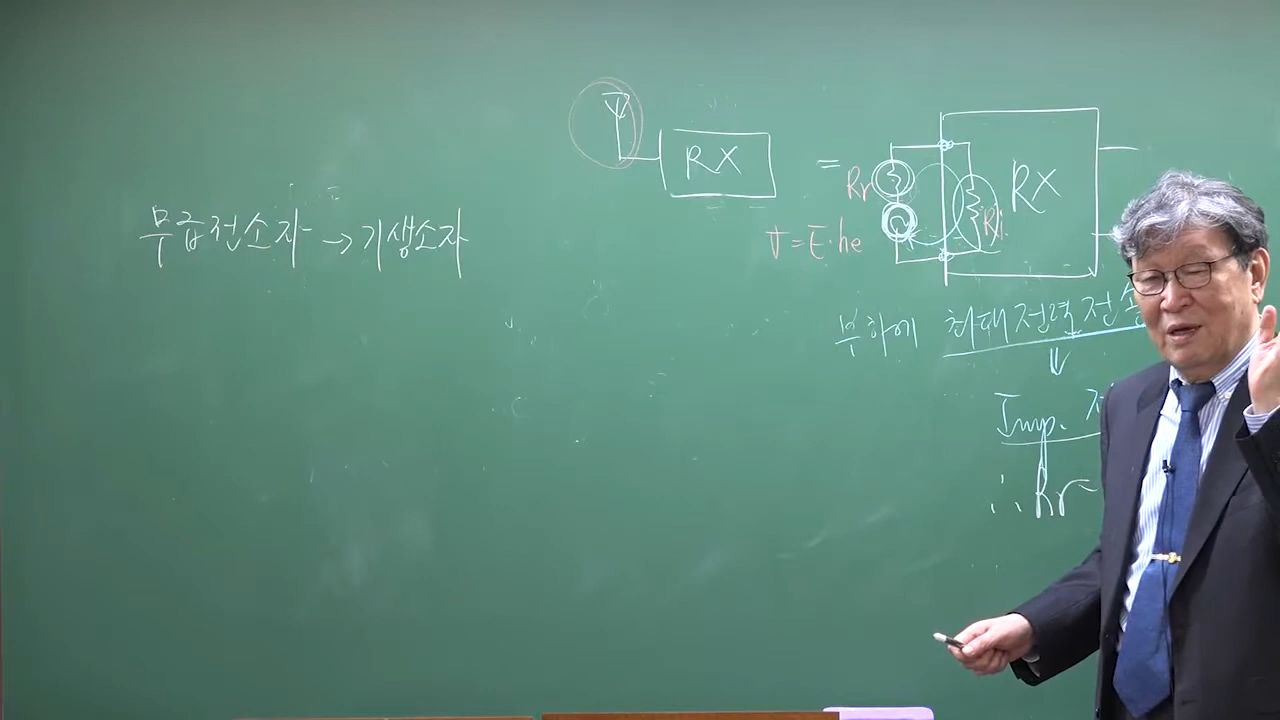 무급전소자 → 기생소자
RX
=
Rr
RX
Ri
V = E·he
부하에 최대전력전송
⇓
Imp.
∴ Rr